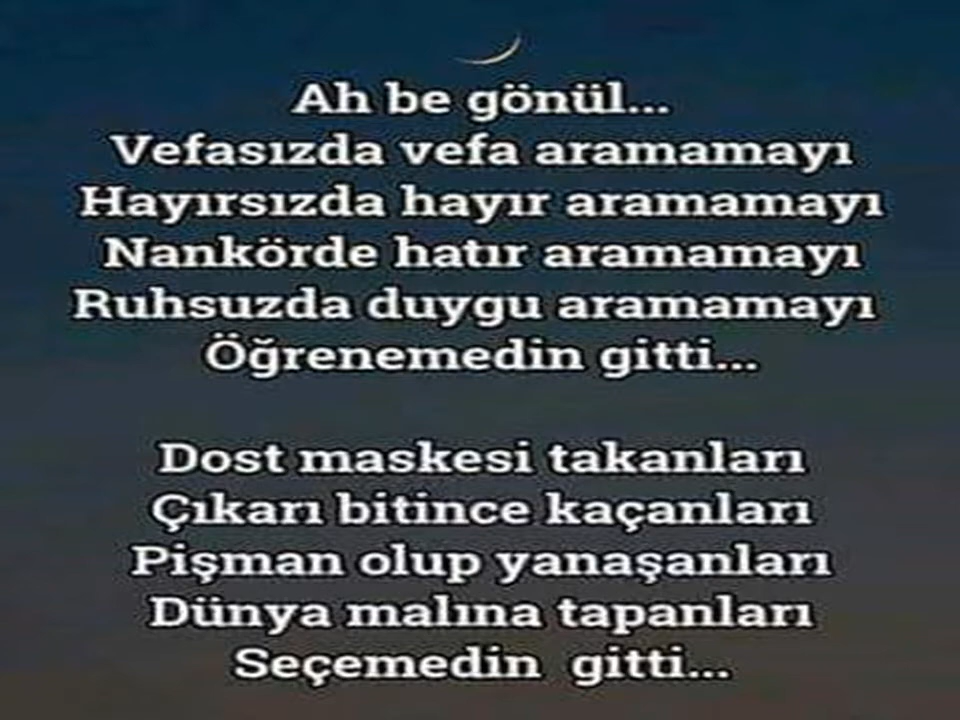 Ah be gönül...
Vefasızda vefa aramamayı
Hayırsızda hayır aramamayı
Nankörde hatır aramamayı
Ruhsuzda duygu aramamayı
Öğrenemedin gitti...
Dost maskesi takanları
Çıkarı bitince kaçanları
Pişman olup yanaşanları
Dünya malına tapanları
Seçemedin gitti...